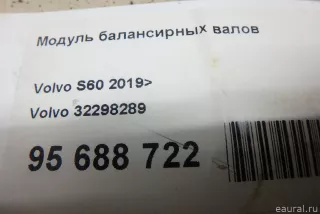 Модуль балансирных валов
Volvo S60 2019>
Volvo 32298289
95 688 722
eaural.ru